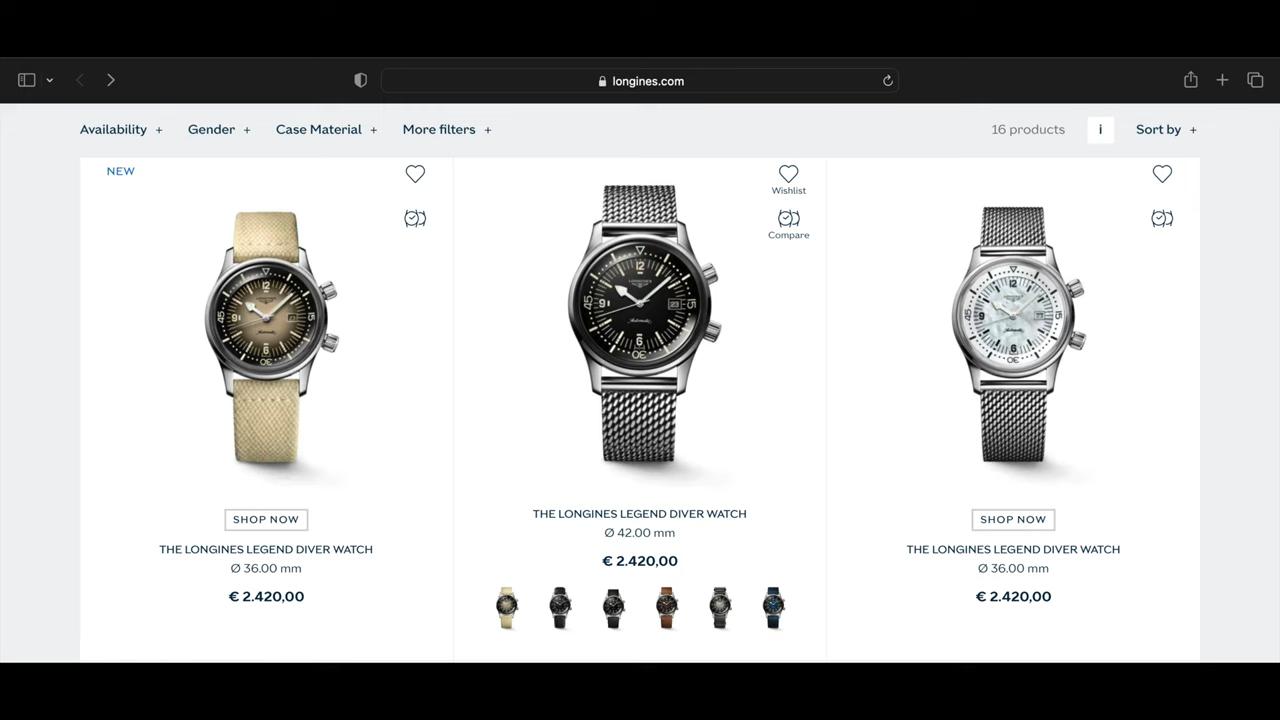 longines.com
Availability +
Gender +
Case Material +
More filters +
16 products
i
Sort by +
NEW
Wishlist
Compare
SHOP NOW
THE LONGINES LEGEND DIVER WATCH
Ø 36.00 mm
€ 2.420,00
THE LONGINES LEGEND DIVER WATCH
Ø 42.00 mm
€ 2.420,00
SHOP NOW
THE LONGINES LEGEND DIVER WATCH
Ø 36.00 mm
€ 2.420,00